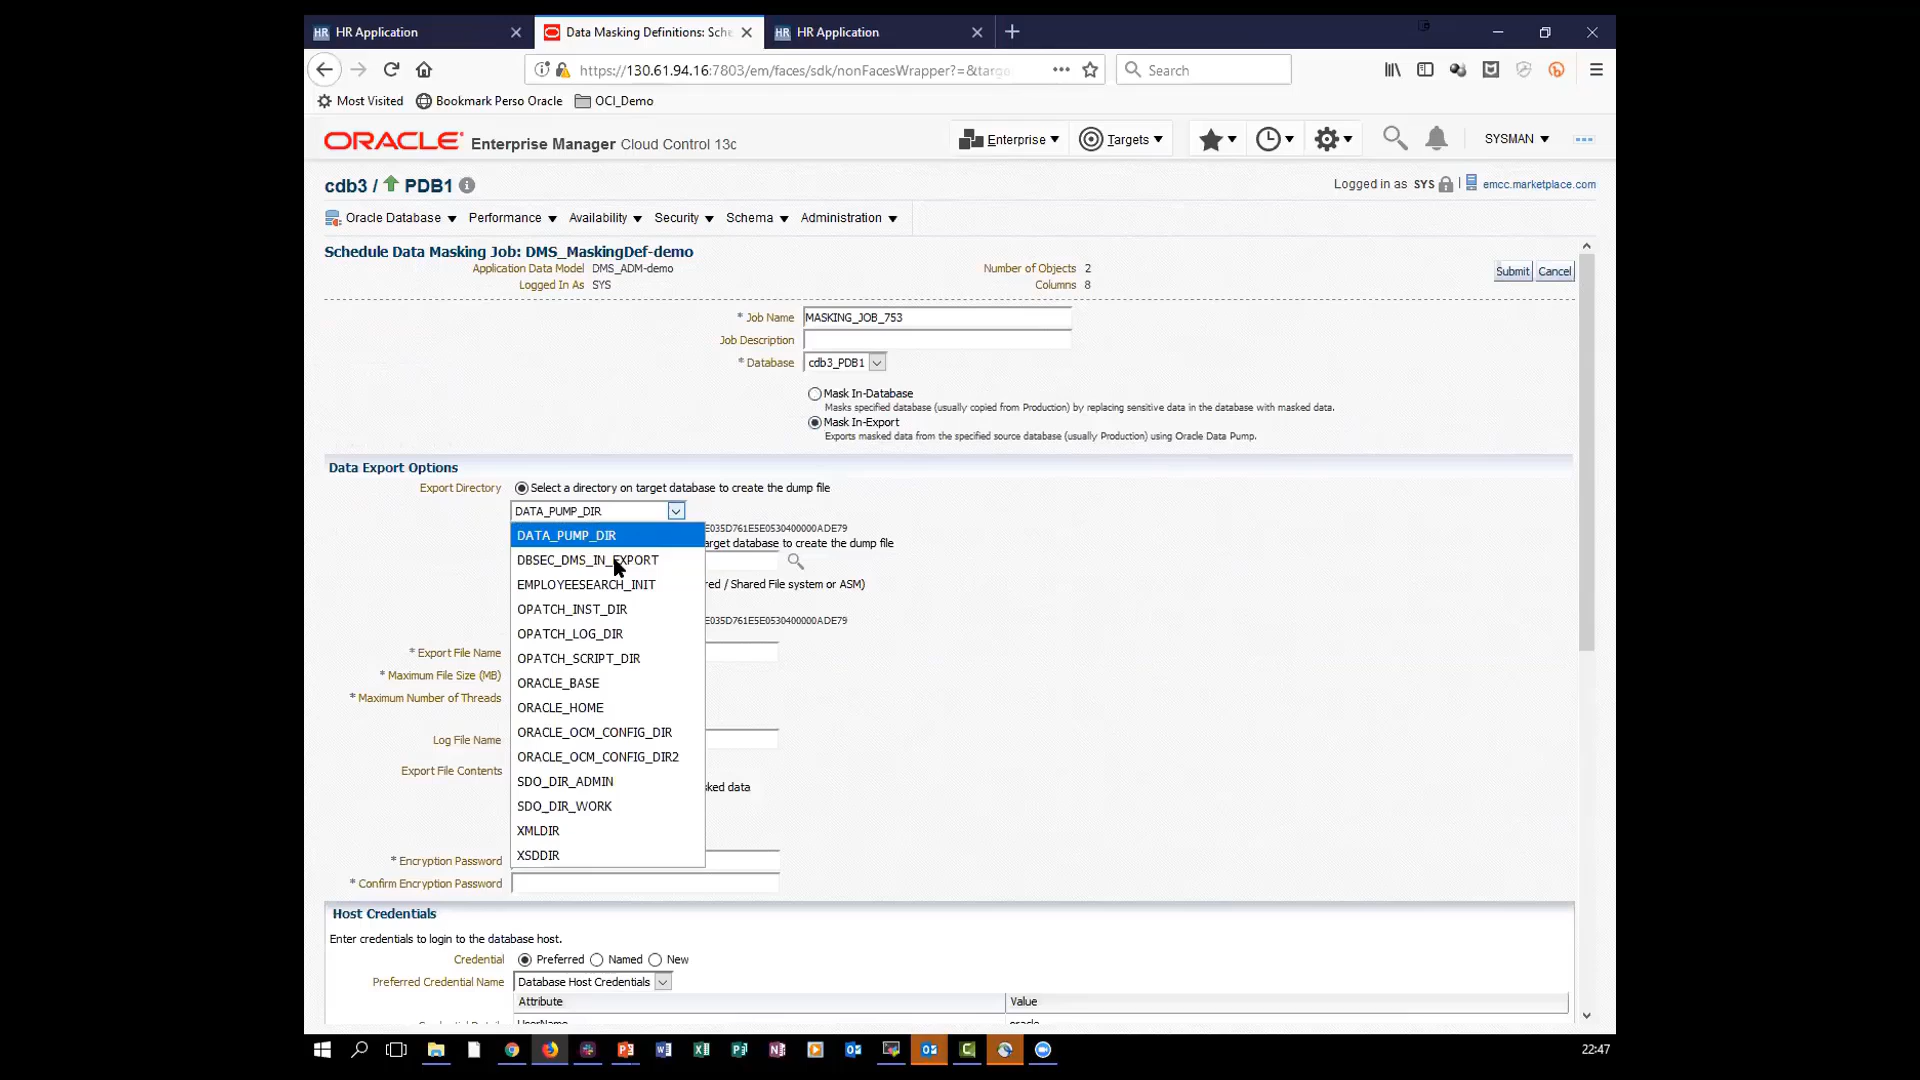 HR Application
Data Masking Definitions: Sche
HR Application
https://130.61.94.16:7803/em/faces/sdk/nonFacesWrapper?=&targ
Search
Most Visited
Bookmark Perso Oracle
OCI_Demo
ORACLE Enterprise Manager Cloud Control 13c
Enterprise
Targets
SYSMAN
cdb3 / PDB1
Logged in as SYS
emcc.marketplace.com
Oracle Database
Performance
Availability
Security
Schema
Administration
Schedule Data Masking Job: DMS_MaskingDef-demo
Application Data Model DMS_ADM-demo
Number of Objects 2
Logged In As SYS
Columns 8
Submit
Cancel
* Job Name MASKING_JOB_753
Job Description
* Database cdb3_PDB1
Mask In-Database
Masks specified database (usually copied from Production) by replacing sensitive data in the database with masked data.
Mask In-Export
Exports masked data from the specified source database (usually Production) using Oracle Data Pump.
Data Export Options
Export Directory Select a directory on target database to create the dump file
DATA_PUMP_DIR
DATA_PUMP_DIR
DBSEC_DMS_IN_EXPORT
EMPLOYEESEARCH_INIT
OPATCH_INST_DIR
OPATCH_LOG_DIR
OPATCH_SCRIPT_DIR
ORACLE_BASE
ORACLE_HOME
ORACLE_OCM_CONFIG_DIR
ORACLE_OCM_CONFIG_DIR2
SDO_DIR_ADMIN
SDO_DIR_WORK
XMLDIR
XSDDIR
E035D761E5E0530400000ADE79
target database to create the dump file
red / Shared File system or ASM)
E035D761E5E0530400000ADE79
* Export File Name
* Maximum File Size (MB)
* Maximum Number of Threads
Log File Name
Export File Contents
ked data
* Encryption Password
* Confirm Encryption Password
Host Credentials
Enter credentials to login to the database host.
Credential Preferred Named New
Preferred Credential Name Database Host Credentials
Attribute Value
UserName oracle
22:47